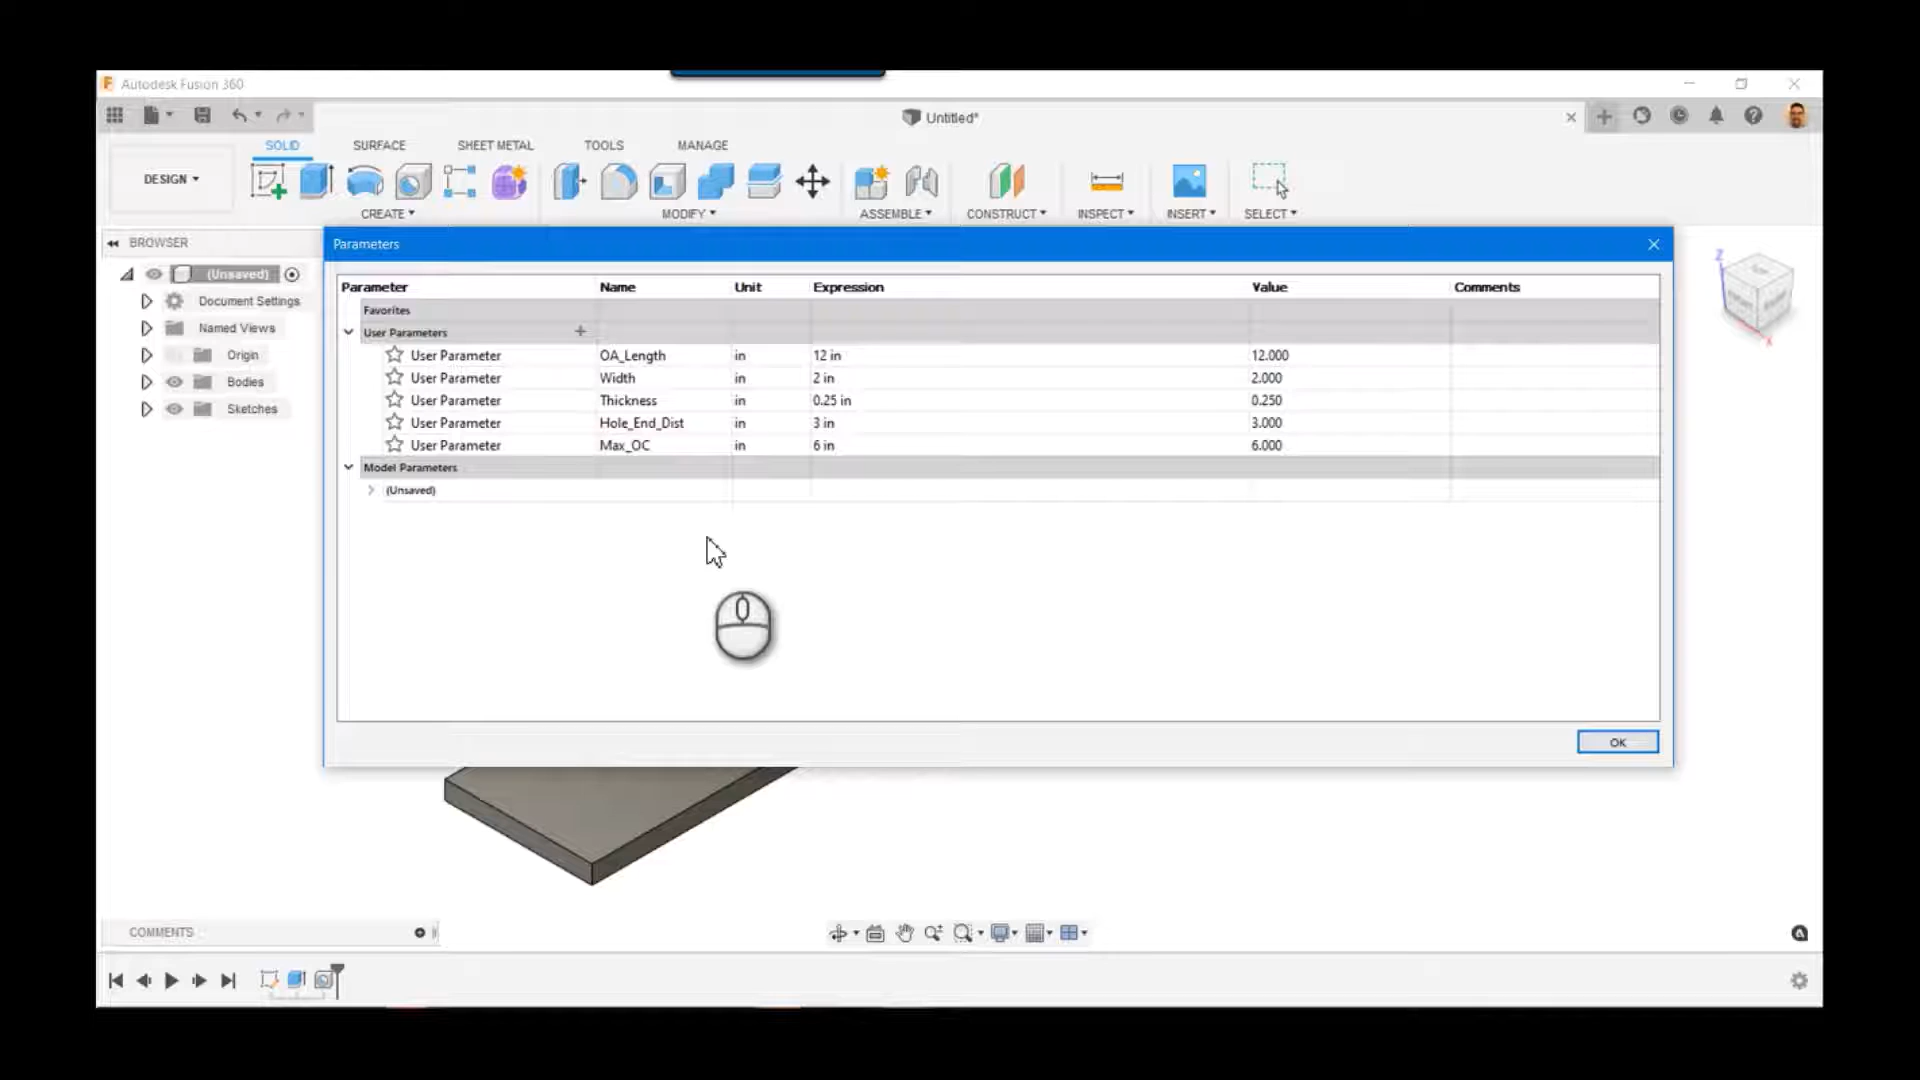 Autodesk Fusion 360
Untitled*
SOLID SURFACE SHEET METAL TOOLS MANAGE
DESIGN
CREATE MODIFY ASSEMBLE CONSTRUCT INSPECT INSERT SELECT
BROWSER
(Unsaved)
Document Settings
Named Views
Origin
Bodies
Sketches
Parameters
Parameter Name Unit Expression Value Comments
Favorites
User Parameters
User Parameter OA_Length in 12 in 12.000
User Parameter Width in 2 in 2.000
User Parameter Thickness in 0.25 in 0.250
User Parameter Hole_End_Dist in 3 in 3.000
User Parameter Max_OC in 6 in 6.000
Model Parameters
(Unsaved)
OK
Z
X
COMMENTS